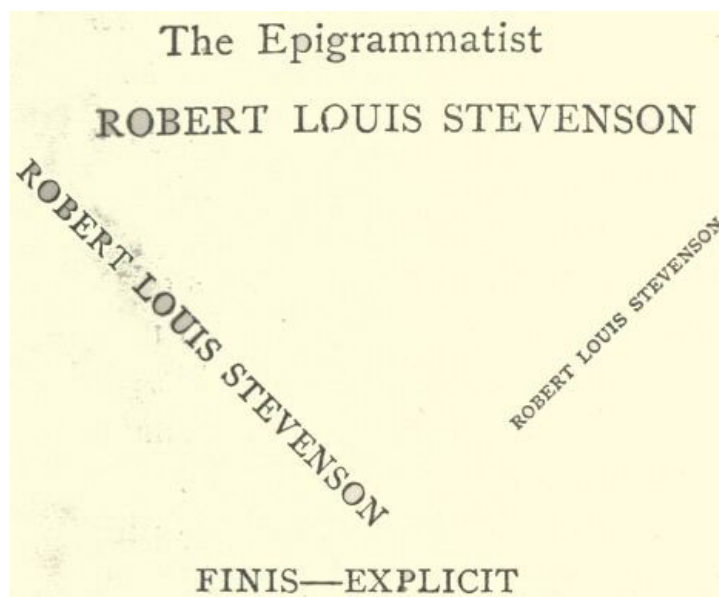 The Epigrammatist
ROBERT LOUIS STEVENSON
ROBERT LOUIS STEVENSON
ROBERT LOUIS STEVENSON
FINIS—EXPLICIT